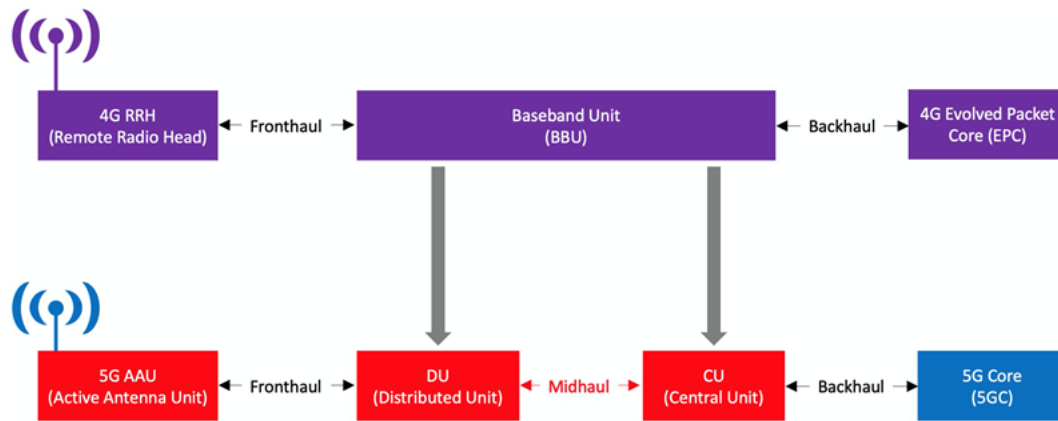 4G RRH
(Remote Radio Head)
Fronthaul
Baseband Unit
(BBU)
Backhaul
4G Evolved Packet
Core (EPC)
5G AAU
(Active Antenna Unit)
Fronthaul
DU
(Distributed Unit)
Midhaul
CU
(Central Unit)
Backhaul
5G Core
(5GC)